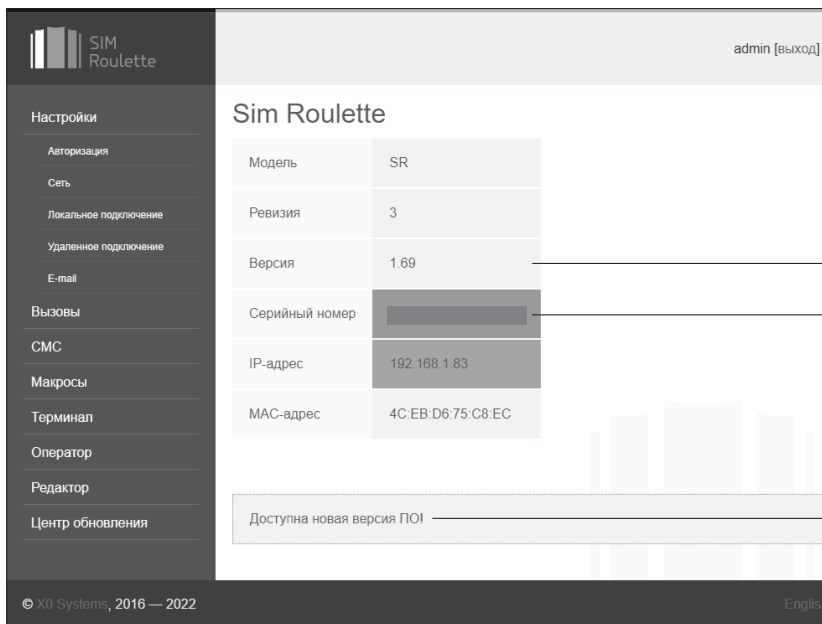 SIM
Roulette
admin [выход]
Настройки
Авторизация
Сеть
Локальное подключение
Удаленное подключение
E-mail
Вызовы
СМС
Макросы
Терминал
Оператор
Редактор
Центр обновления
Sim Roulette
Модель SR
Ревизия 3
Версия 1.69
Серийный номер
IP-адрес 192.168.1.83
MAC-адрес 4C:EB:D6:75:C8:EC
Доступна новая версия ПО!
© X0 Systems, 2016 — 2022